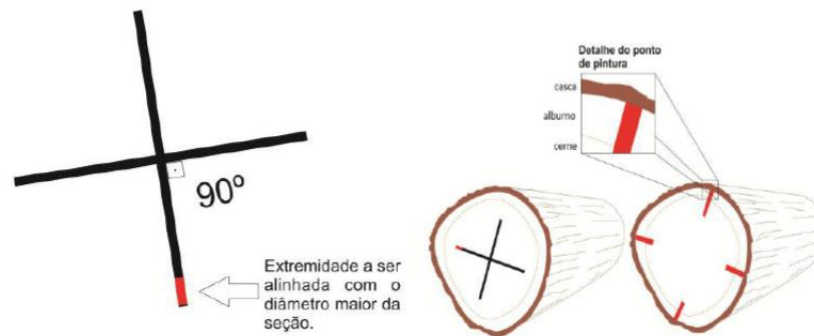 90º
Extremidade a ser
alinhada com o
diâmetro maior da
seção.
Detalhe do ponto
de pintura
casca
alburno
cerne